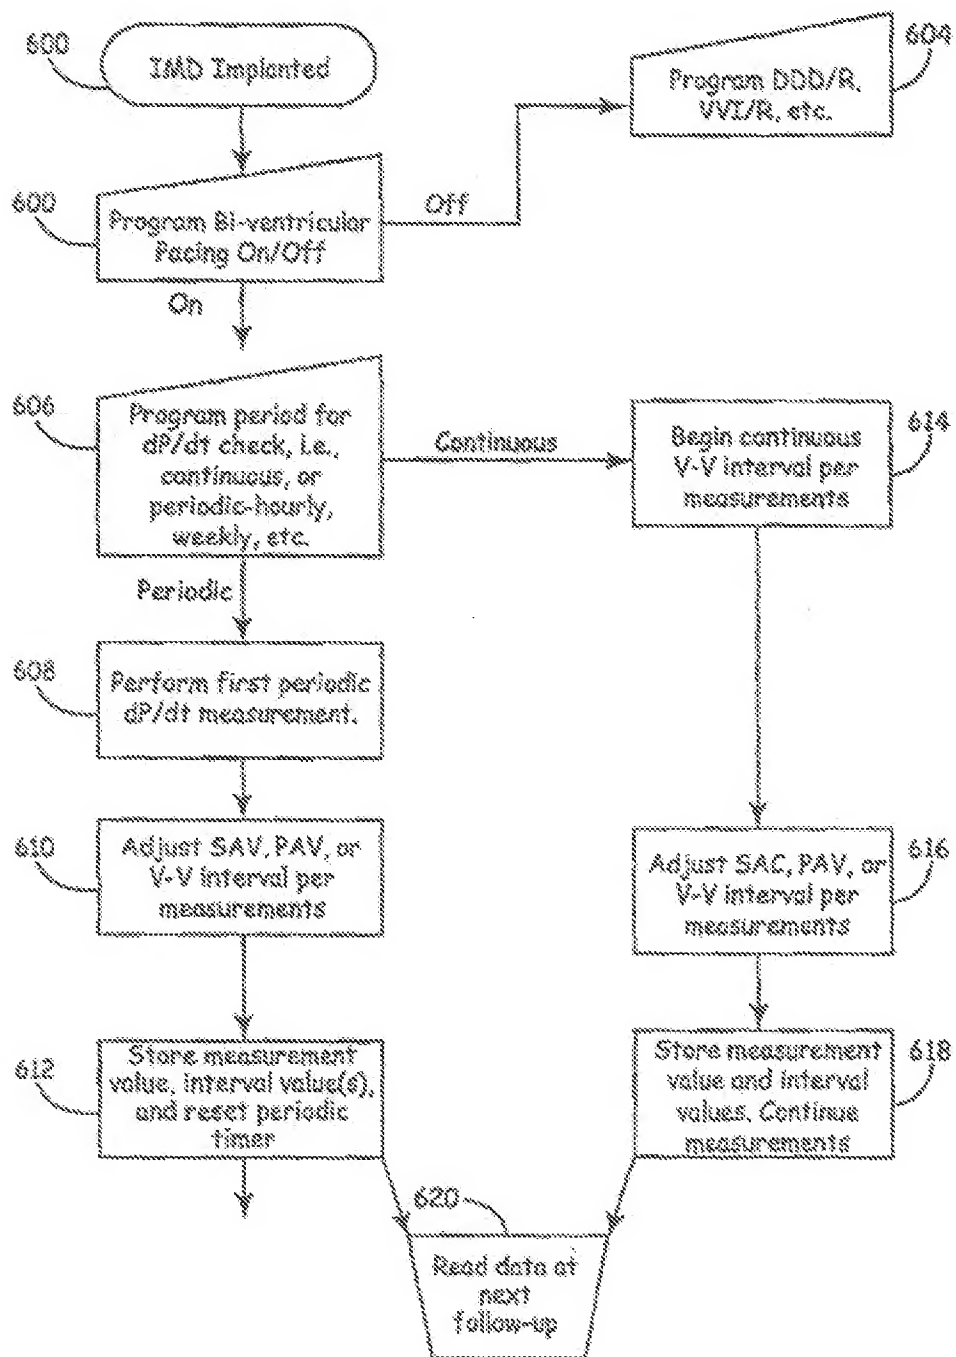 600
IMD Implanted
604
Program DDD/R,
VVI/R, etc.
600
Program Bi-ventricular
Pacing On/Off
Off
On
606
Program period for
dP/dt check, i.e.,
continuous, or
periodic-hourly,
weekly, etc.
Continuous
614
Begin continuous
V-V interval per
measurements
Periodic
608
Perform first periodic
dP/dt measurement.
610
Adjust SAV, PAV, or
V-V interval per
measurements
616
Adjust SAC, PAV, or
V-V interval per
measurements
612
Store measurement
value, interval value(s),
and reset periodic
timer
618
Store measurement
value and interval
values. Continue
measurements
620
Read data at
next
follow-up